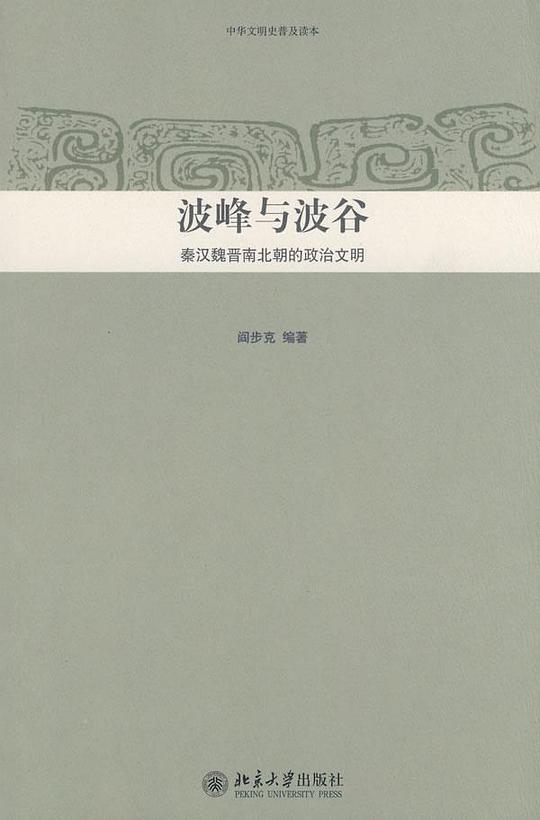 中华文明史普及读本
波峰与波谷
秦汉魏晋南北朝的政治文明
阎步克 编著
北京大学出版社
PEKING UNIVERSITY PRESS